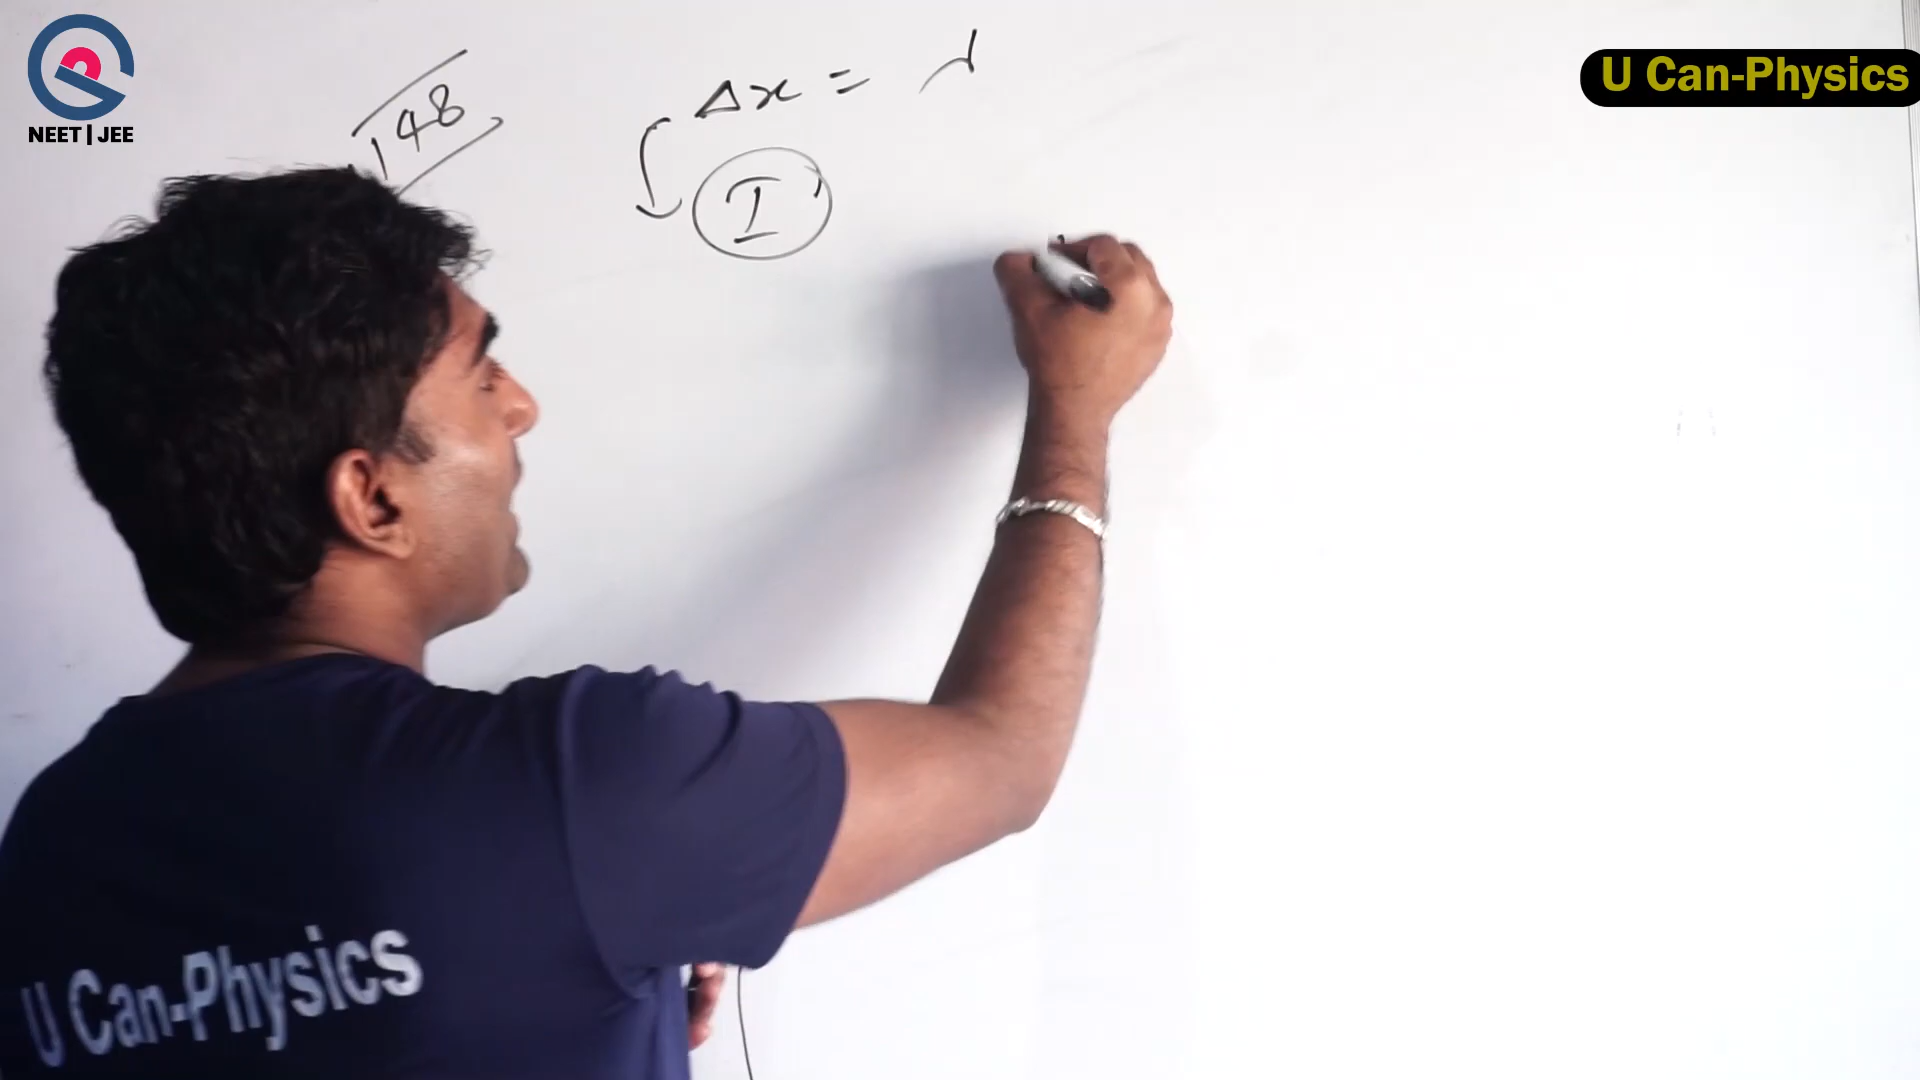 NEET | JEE
U Can-Physics
148
Δx = λ
I
U Can-Physics